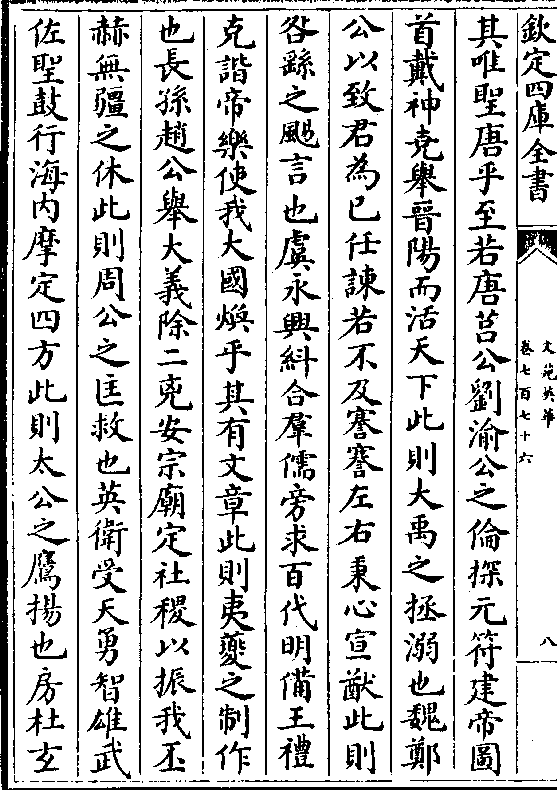 欽定四庫全書
文苑英華
卷七百七十六
八
其唯聖唐乎至若唐莒公劉渝公之倫探元符建帝圖
首戴神堯舉晉陽而活天下此則大禹之拯溺也魏鄭
公以致君為已任諫若不及謇謇左右秉心宣猷此則
咎繇之颺言也虞永興糾合羣儒旁求百代明備王禮
克諧帝樂使我大國煥乎其有文章此則夷夔之制作
也長孫趙公舉大義除二兇安宗廟定社稷以振我丕
赫無疆之休此則周公之匡救也英衛受天勇智雄武
佐聖鼓行海内摩定四方此則太公之鷹揚也房杜玄